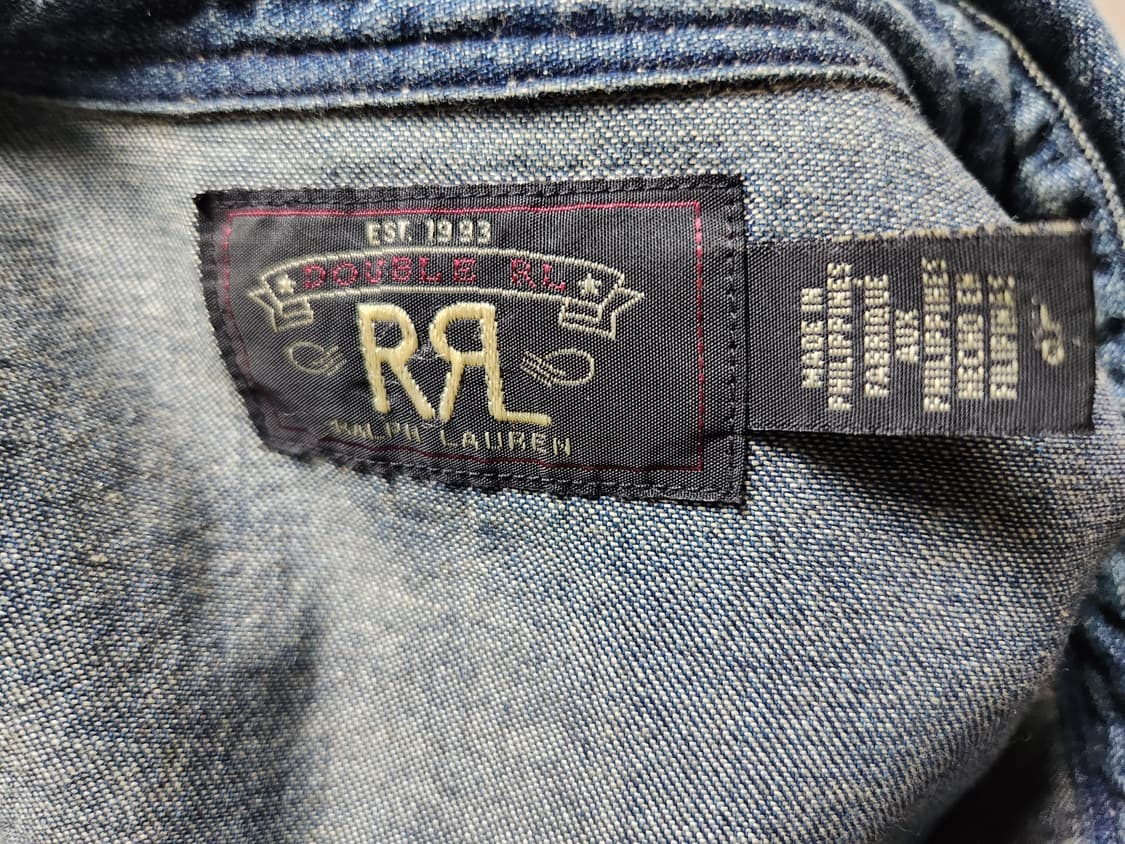 EST 1993
DOUBLE RL
RRL
RALPH LAUREN
MADE IN
PHILIPPINES
FABRIQUÉ
AUX
PHILIPPINES
HECHO EN
FILIPINAS